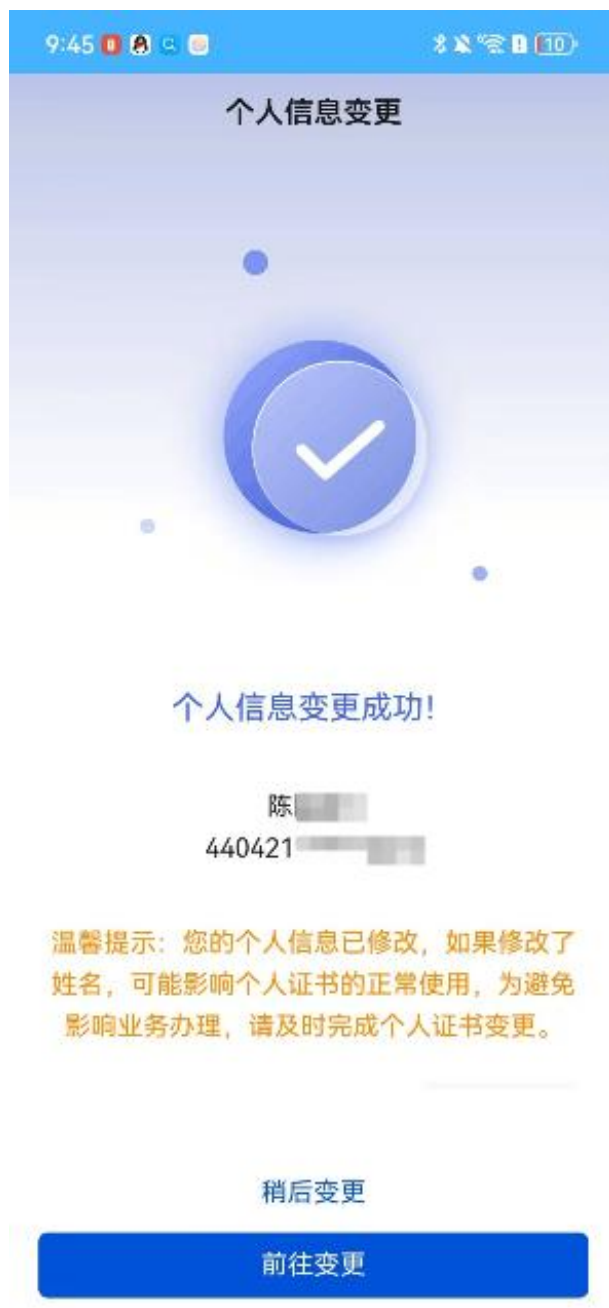 9:45
10
个人信息变更
个人信息变更成功!
陈
440421
温馨提示：您的个人信息已修改，如果修改了
姓名，可能影响个人证书的正常使用，为避免
影响业务办理，请及时完成个人证书变更。
稍后变更
前往变更